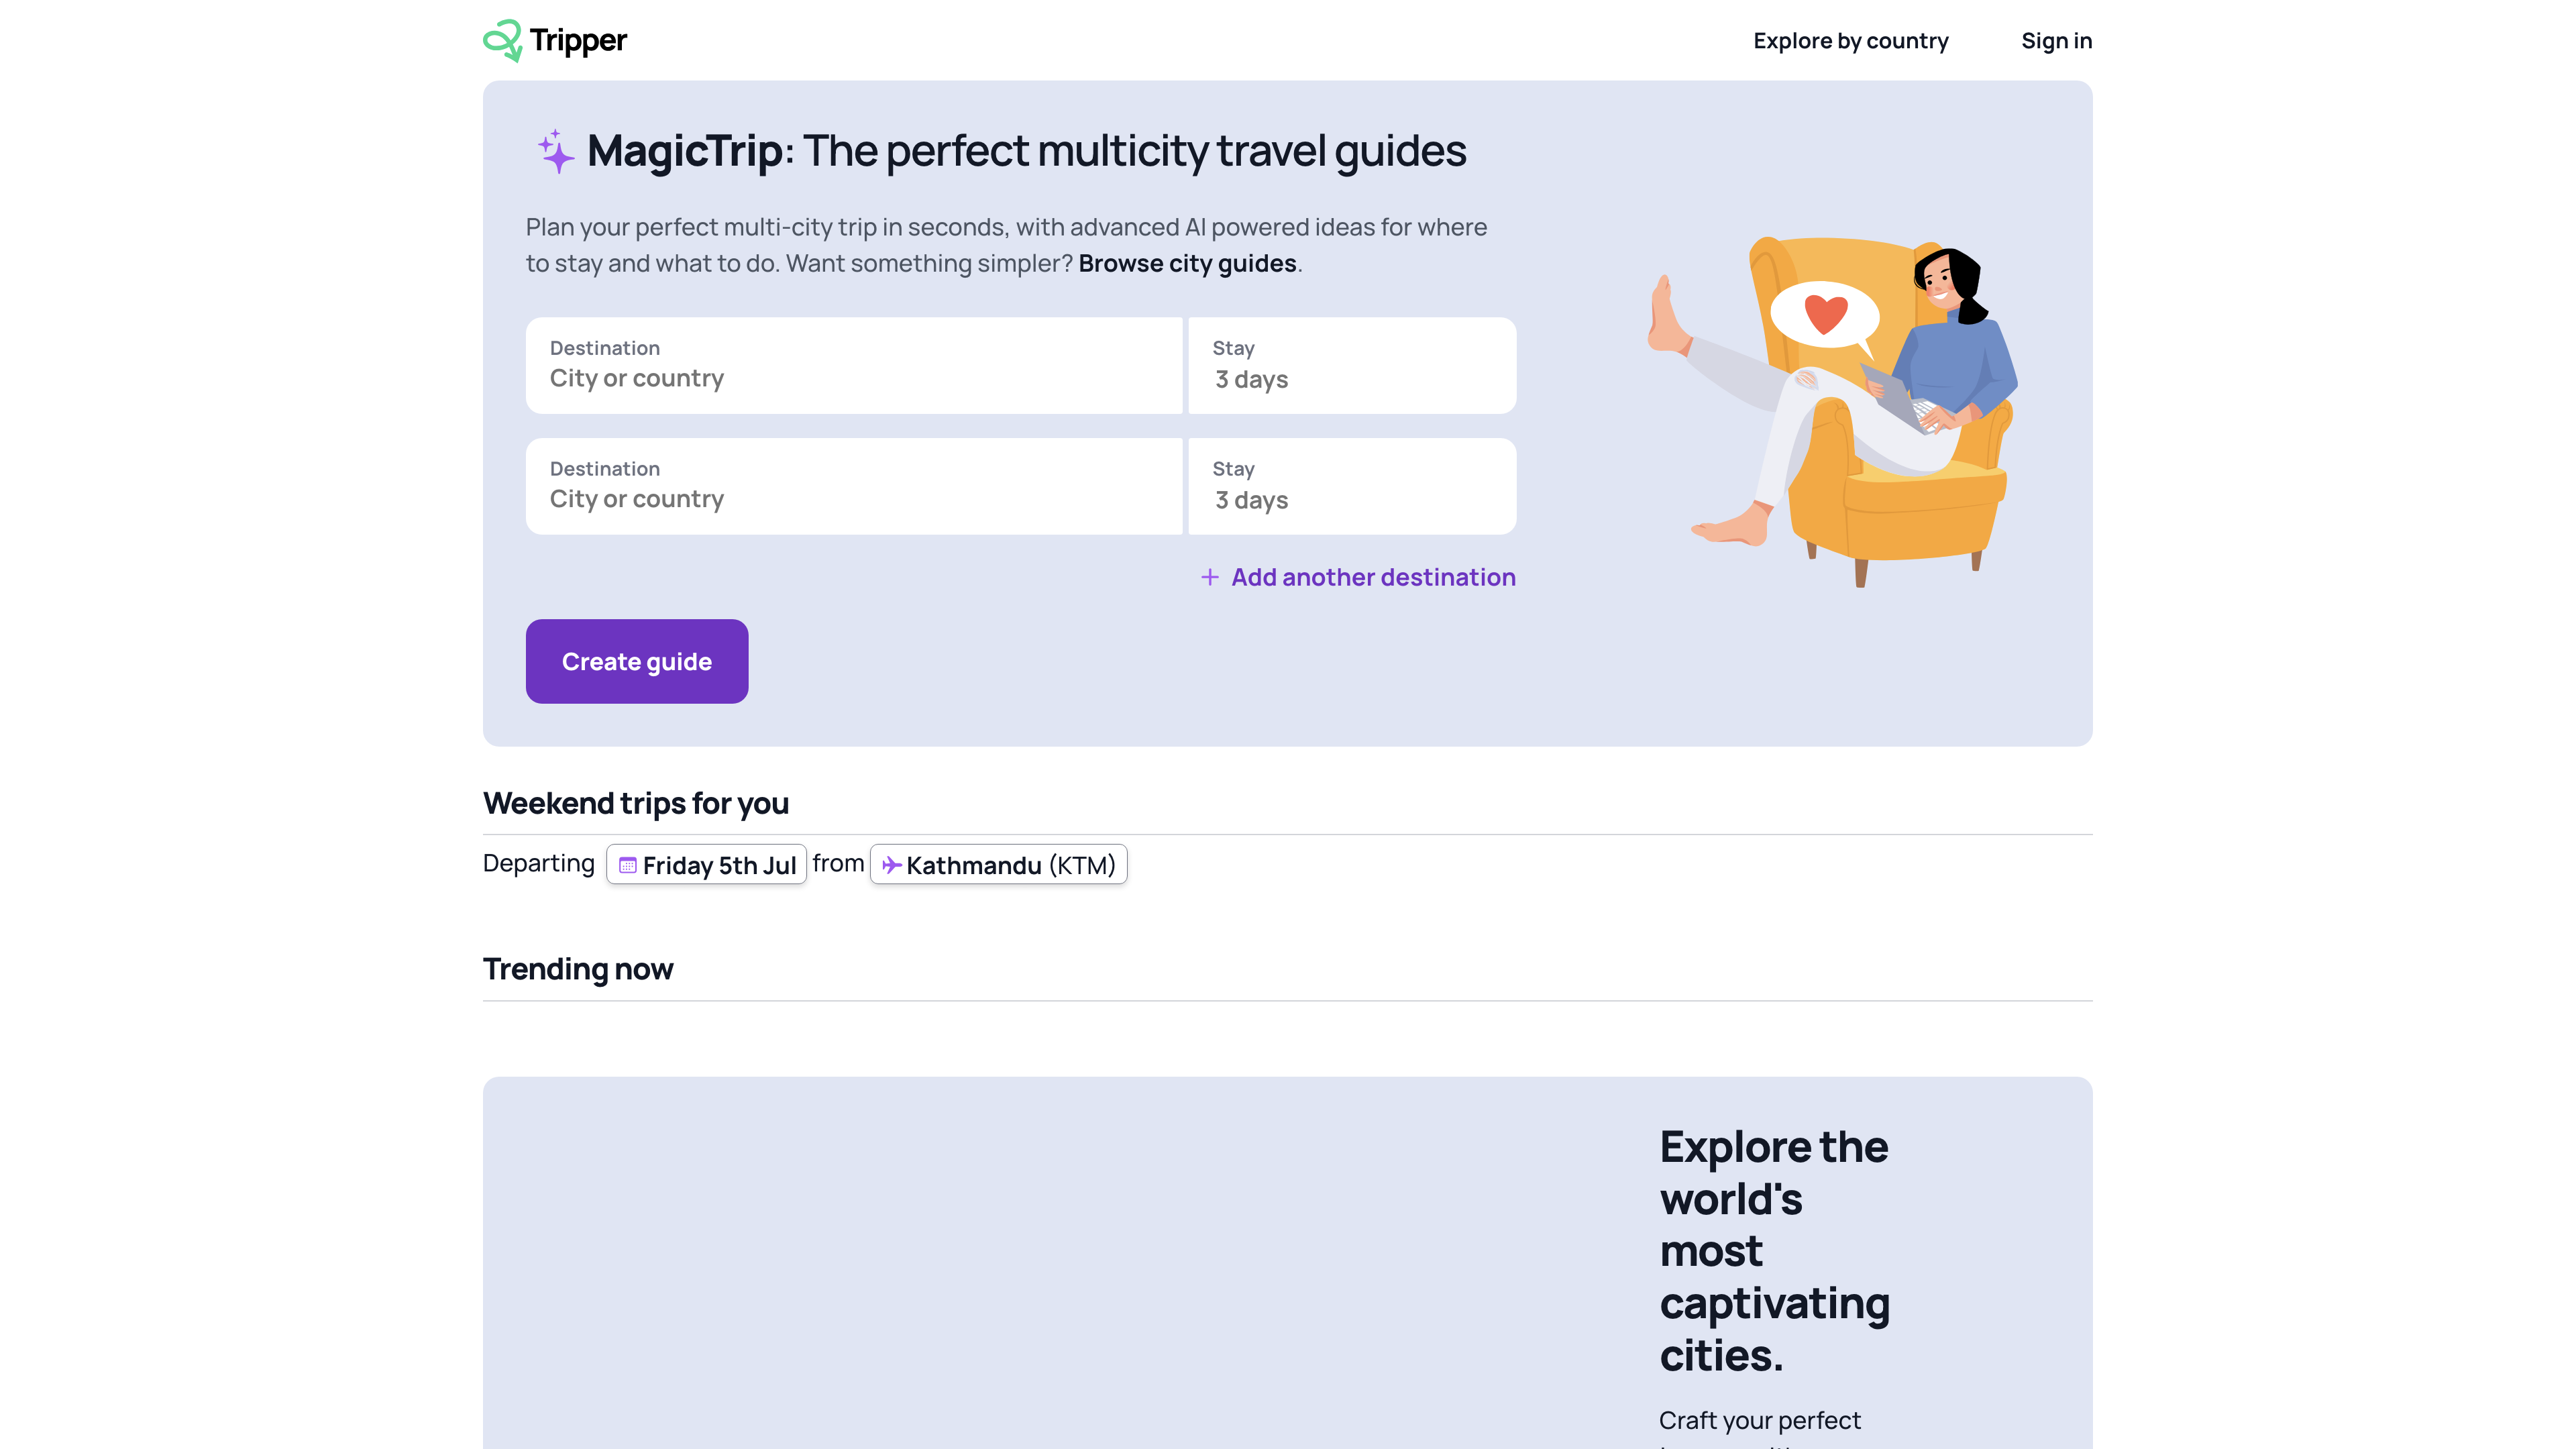 Tripper
Explore by country
Sign in
MagicTrip: The perfect multicity travel guides
Plan your perfect multi-city trip in seconds, with advanced AI powered ideas for where
to stay and what to do. Want something simpler? Browse city guides.
Destination
City or country
Stay
3 days
Destination
City or country
Stay
3 days
+ Add another destination
Create guide
Weekend trips for you
Departing Friday 5th Jul from Kathmandu (KTM)
Trending now
Explore the
world's
most
captivating
cities.
Craft your perfect